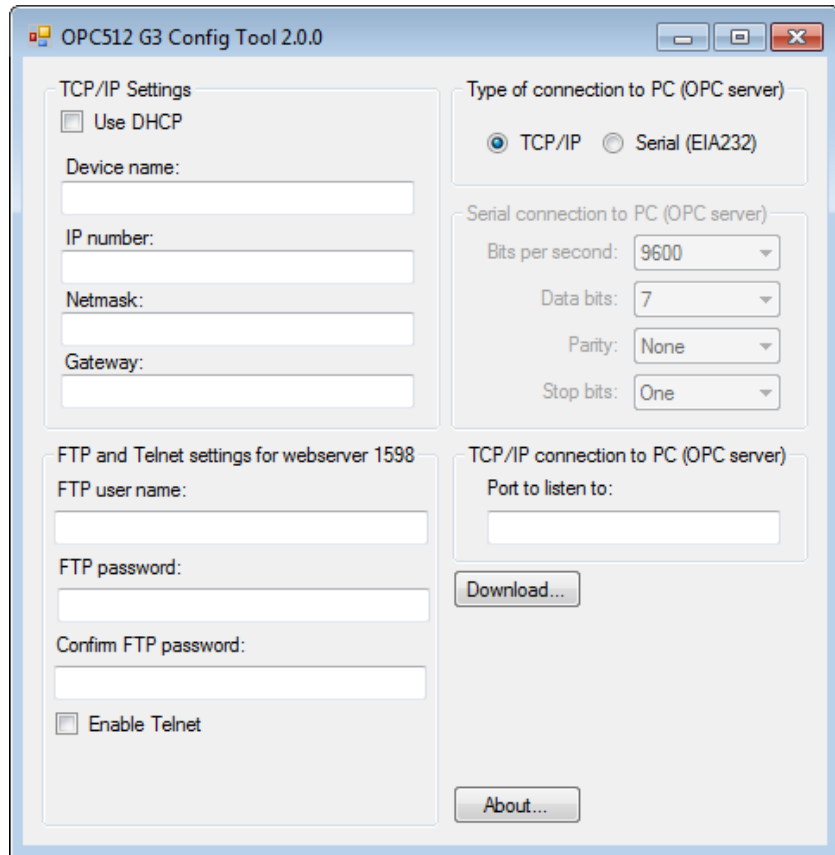 OPC512 G3 Config Tool 2.0.0
TCP/IP Settings
Use DHCP
Device name:
IP number:
Netmask:
Gateway:
Type of connection to PC (OPC server)
TCP/IP Serial (EIA232)
Serial connection to PC (OPC server)
Bits per second: 9600
Data bits: 7
Parity: None
Stop bits: One
FTP and Telnet settings for webserver 1598
FTP user name:
FTP password:
Confirm FTP password:
Enable Telnet
TCP/IP connection to PC (OPC server)
Port to listen to:
Download...
About...